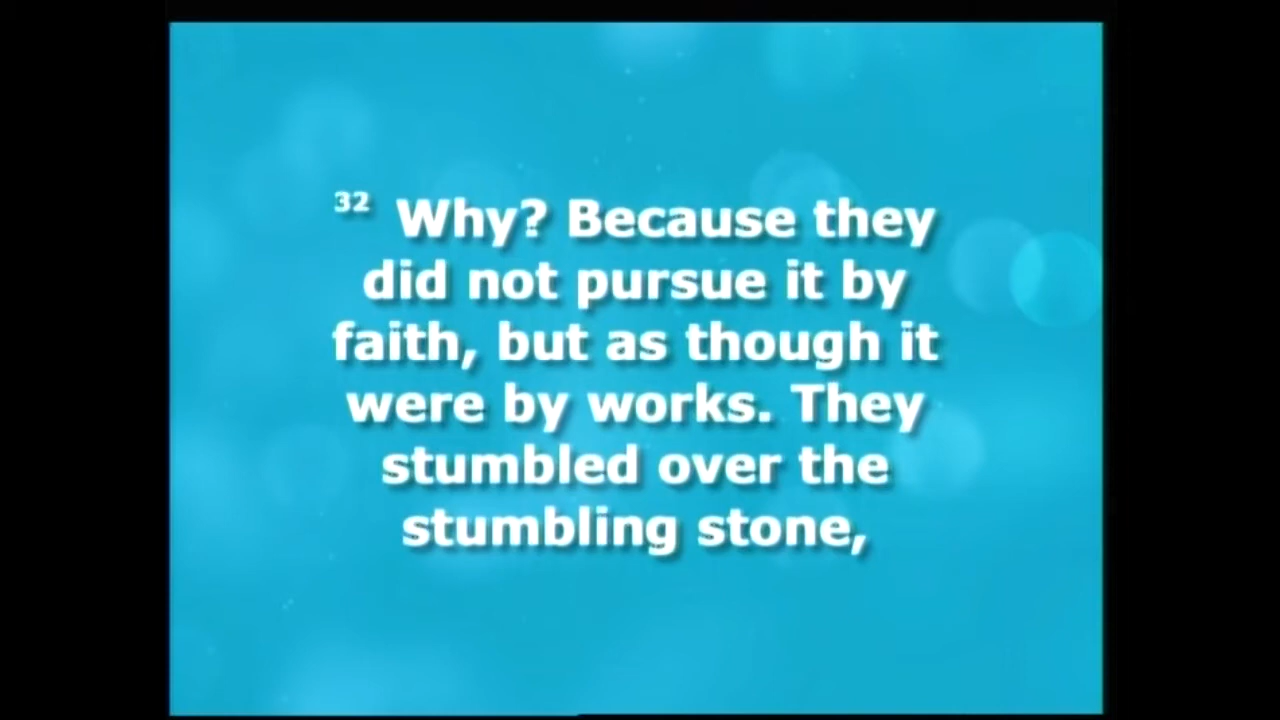 32 Why? Because they
did not pursue it by
faith, but as though it
were by works. They
stumbled over the
stumbling stone,